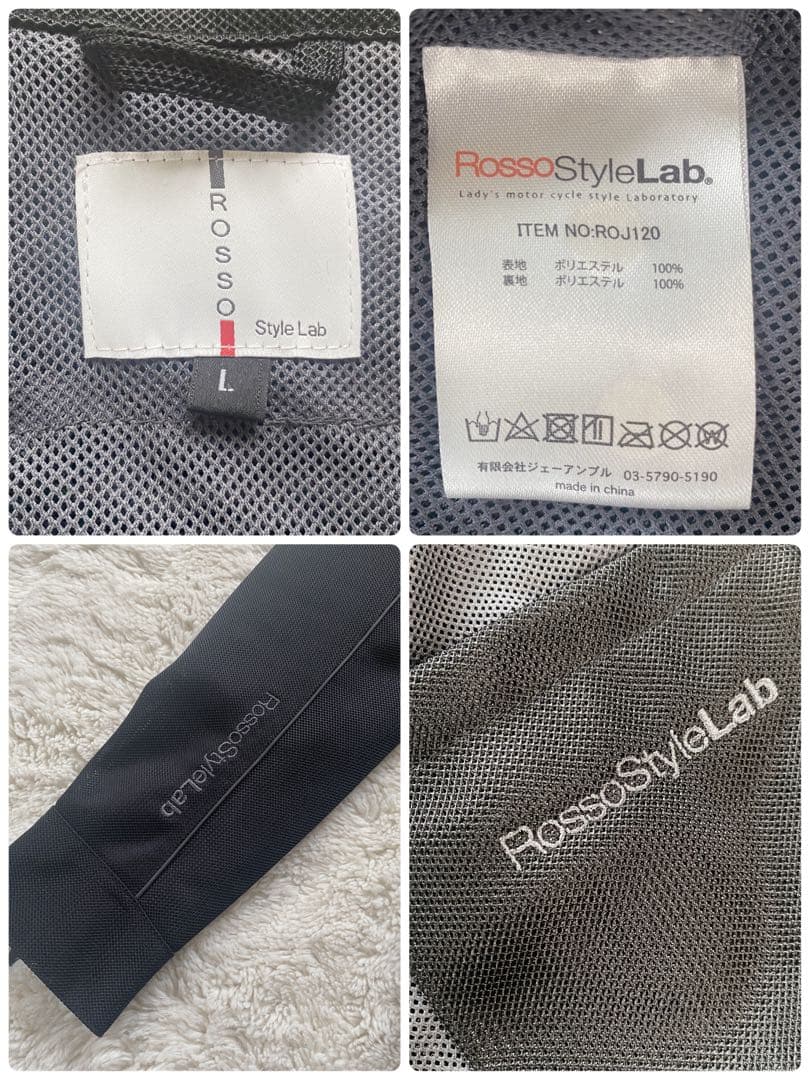 ROSSO
Style Lab
L
RossoStyleLab®
Lady's motor cycle style Laboratory
ITEM NO:ROJ120
表地 ポリエステル 100%
裏地 ポリエステル 100%
有限会社ジェーアンブル 03-5790-5190
made in china
RossoStyleLab
RossoStyleLab